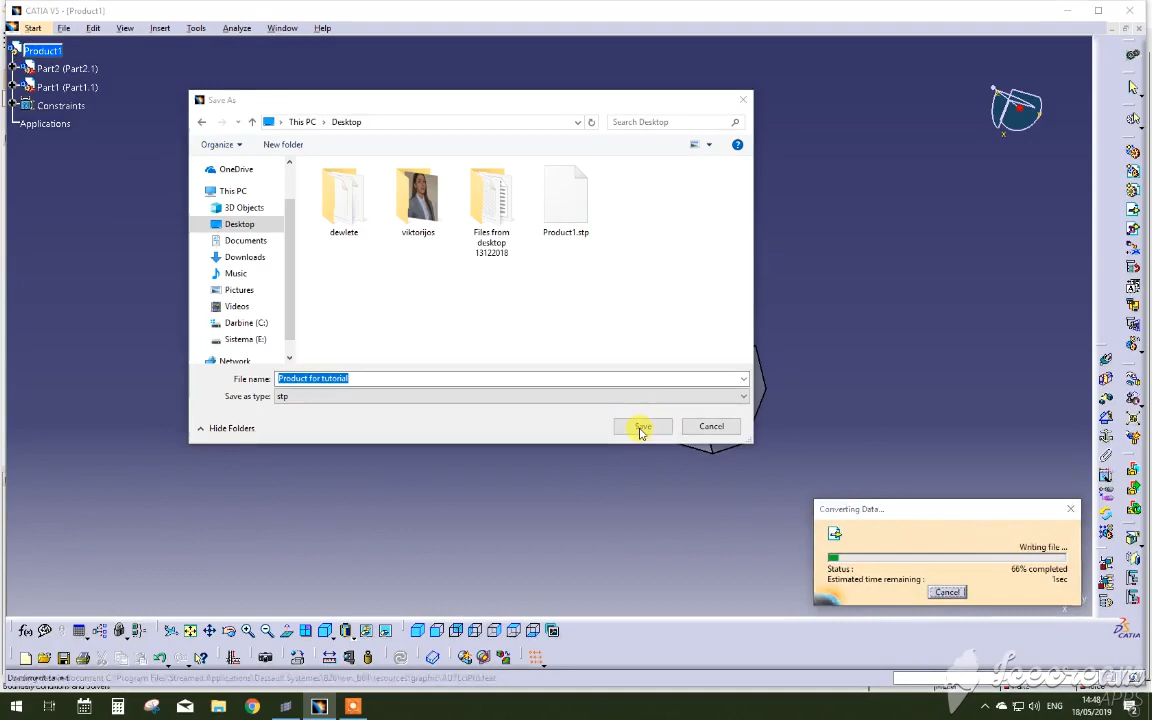 CATIA V5 - [Product1]
Start File Edit View Insert Tools Analyze Window Help
Product1
Part2 (Part2.1)
Part1 (Part1.1)
Constraints
Applications
Save As
This PC > Desktop
Search Desktop
Organize
New folder
OneDrive
This PC
3D Objects
Desktop
Documents
Downloads
Music
Pictures
Videos
Darbine (C:)
Sistema (E:)
Network
dewlete
viktorijos
Files from
desktop
13122018
Product1.stp
File name: Product for tutorial
Save as type: stp
Hide Folders
Save
Cancel
Converting Data...
Writing file ...
Status : 66% completed
Estimated time remaining : 1sec
Cancel
CATIA
Icecream
APPS
ENG
14:48
18/05/2019